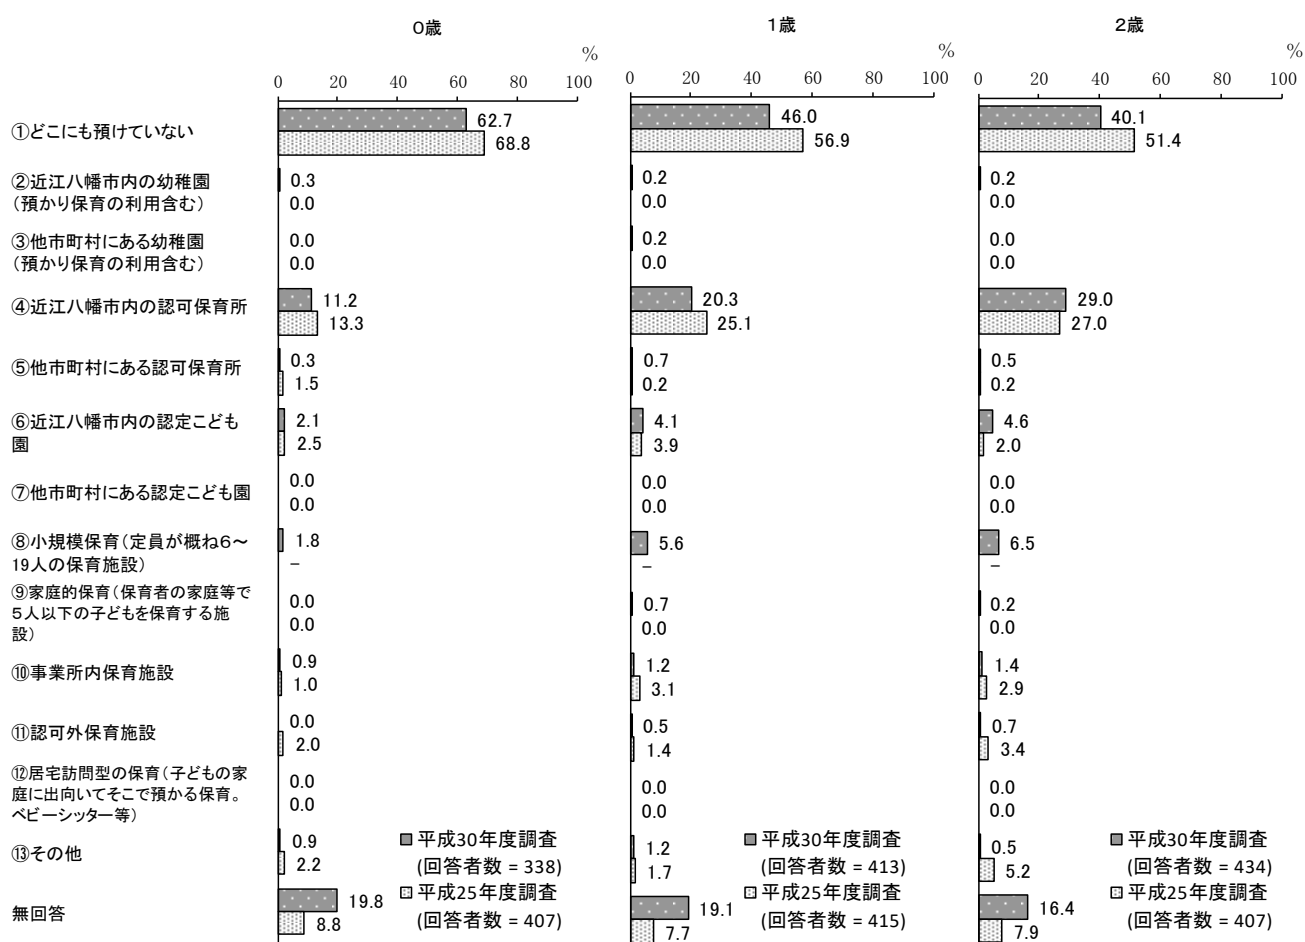 ０歳
１歳
２歳
%
%
%
0 20 40 60 80 100
0 20 40 60 80 100
0 20 40 60 80 100
①どこにも預けていない
62.7
68.8
46.0
56.9
40.1
51.4
②近江八幡市内の幼稚園
（預かり保育の利用含む）
0.3
0.0
0.2
0.0
0.2
0.0
③他市町村にある幼稚園
（預かり保育の利用含む）
0.0
0.0
0.2
0.0
0.0
0.0
④近江八幡市内の認可保育所
11.2
13.3
20.3
25.1
29.0
27.0
⑤他市町村にある認可保育所
0.3
1.5
0.7
0.2
0.5
0.2
⑥近江八幡市内の認定こども
園
2.1
2.5
4.1
3.9
4.6
2.0
⑦他市町村にある認定こども園
0.0
0.0
0.0
0.0
0.0
0.0
⑧小規模保育（定員が概ね６～
19人の保育施設）
1.8
–
5.6
–
6.5
–
⑨家庭的保育（保育者の家庭等で
５人以下の子どもを保育する施
設）
0.0
0.0
0.7
0.0
0.2
0.0
⑩事業所内保育施設
0.9
1.0
1.2
3.1
1.4
2.9
⑪認可外保育施設
0.0
2.0
0.5
1.4
0.7
3.4
⑫居宅訪問型の保育（子どもの家
庭に出向いてそこで預かる保育。
ベビーシッター等）
0.0
0.0
0.0
0.0
0.0
0.0
⑬その他
0.9
2.2
1.2
1.7
0.5
5.2
無回答
19.8
8.8
19.1
7.7
16.4
7.9
平成30年度調査
(回答者数 = 338)
平成25年度調査
(回答者数 = 407)
平成30年度調査
(回答者数 = 413)
平成25年度調査
(回答者数 = 415)
平成30年度調査
(回答者数 = 434)
平成25年度調査
(回答者数 = 407)